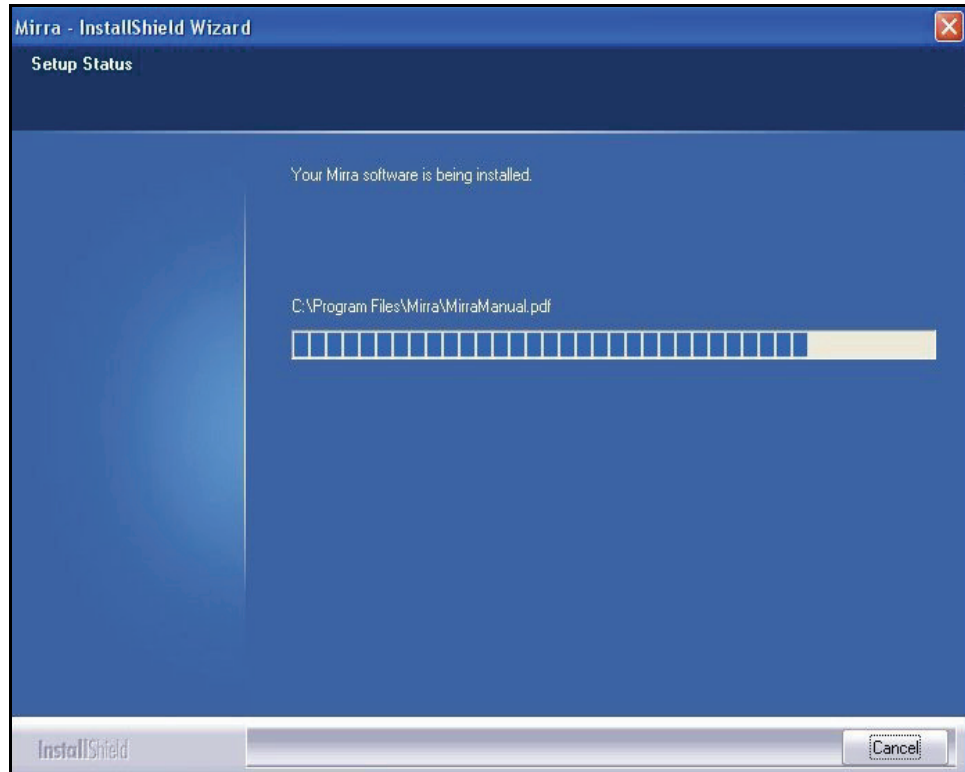 Mirra - InstallShield Wizard
Setup Status
Your Mirra software is being installed.
C:\Program Files\Mirra\MirraManual.pdf
InstallShield
Cancel